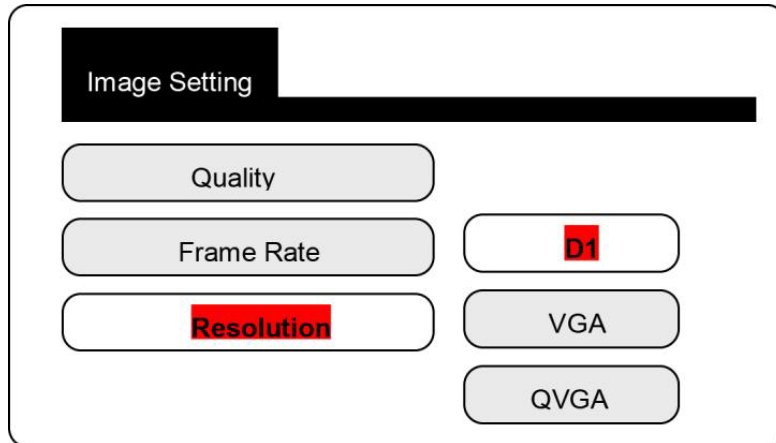 Image Setting
Quality
Frame Rate
Resolution
D1
VGA
QVGA